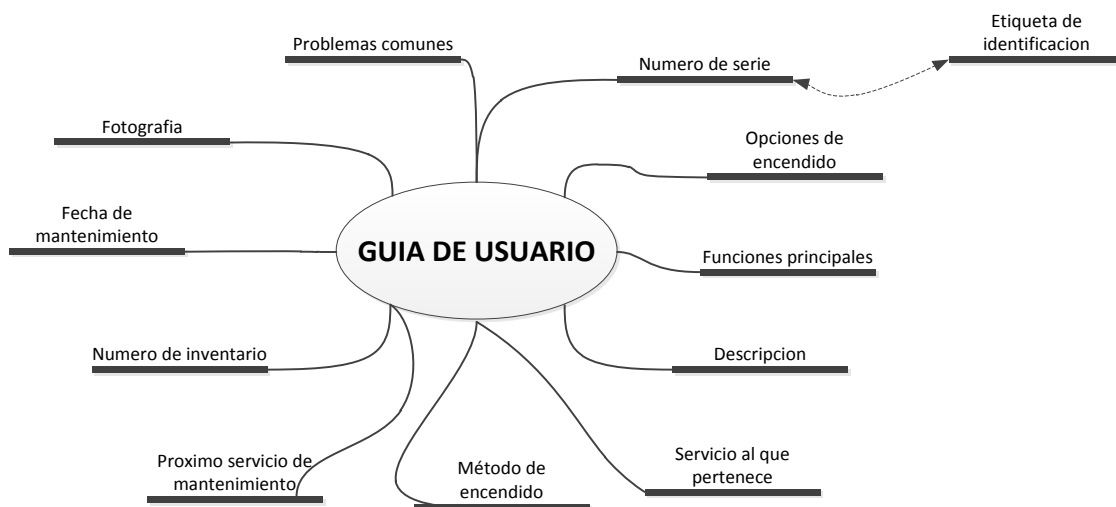 Problemas comunes
Numero de serie
Etiqueta de
identificacion
Fotografia
Opciones de
encendido
Fecha de
mantenimiento
GUIA DE USUARIO
Funciones principales
Numero de inventario
Descripcion
Proximo servicio de
mantenimiento
Método de
encendido
Servicio al que
pertenece